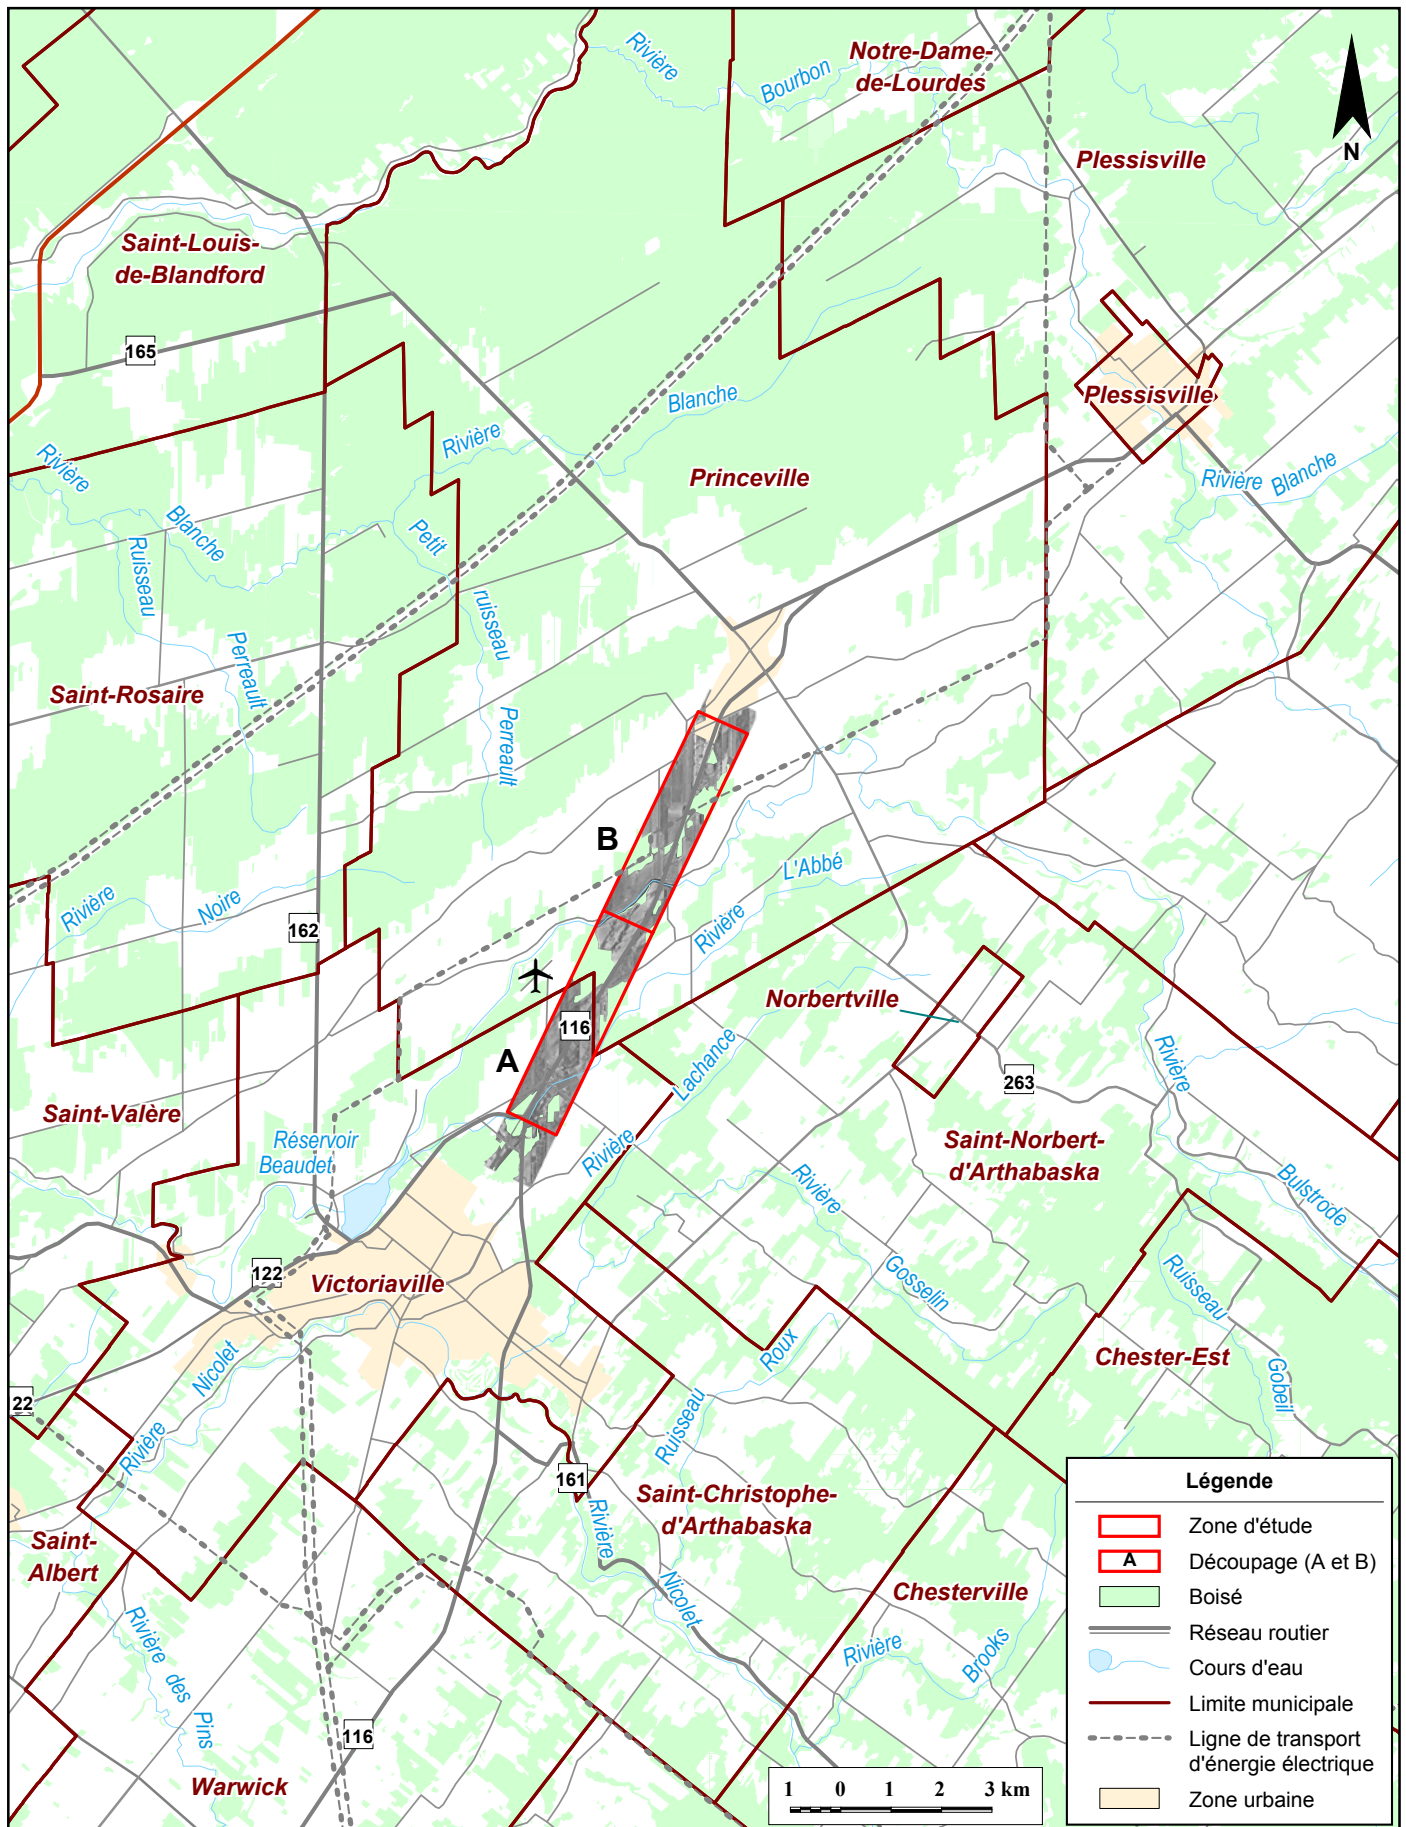 Rivière
Bourbon
Notre-Dame-
de-Lourdes
N
Plessisville
Saint-Louis-
de-Blandford
165
Plessisville
Blanche
Rivière
Princeville
Rivière
Blanche
Rivière
Blanche
Petit
ruisseau
Perreault
Ruisseau
Perreault
Saint-Rosaire
B
L'Abbé
Rivière
Rivière
Noire
162
Norbertville
116
A
Lachance
Rivière
263
Rivière
Bulstrode
Saint-Valère
Réservoir
Beaudet
Saint-Norbert-
d'Arthabaska
Rivière
Gosselin
Ruisseau
Gobeil
122
Victoriaville
Chester-Est
Roux
Ruisseau
Nicolet
Rivière
22
161
Saint-Christophe-
d'Arthabaska
Rivière
Nicolet
Saint-
Albert
Chesterville
Rivière
Brooks
Rivière des Pins
116
Warwick
1 0 1 2 3 km
Légende
Zone d'étude
A
Découpage (A et B)
Boisé
Réseau routier
Cours d'eau
Limite municipale
Ligne de transport
d'énergie électrique
Zone urbaine